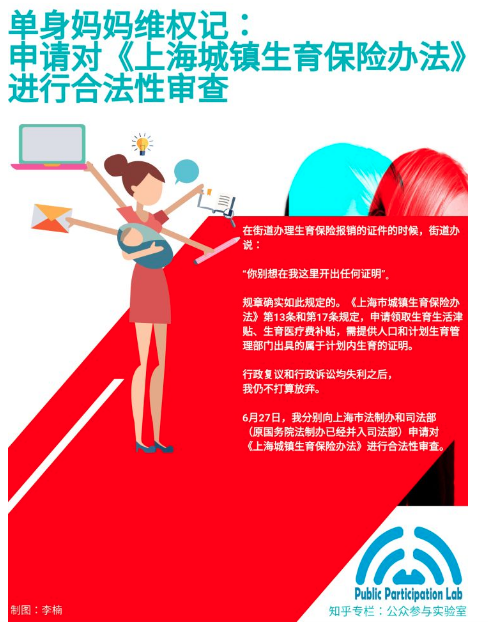 单身妈妈维权记：
申请对《上海城镇生育保险办法》
进行合法性审查
在街道办理生育保险报销的证件的时候，街道办
说：
“你别想在我这里开出任何证明”。
规章确实如此规定的。《上海市城镇生育保险办
法》第13条和第17条规定，申请领取生育生活津
贴、生育医疗费补贴，需提供人口和计划生育管
理部门出具的属于计划内生育的证明。
行政复议和行政诉讼均失利之后，
我仍不打算放弃。
6月27日，我分别向上海市法制办和司法部
（原国务院法制办已经并入司法部）申请对
《上海城镇生育保险办法》进行合法性审查。
Public Participation Lab
制图：李楠
知乎专栏：公众参与实验室